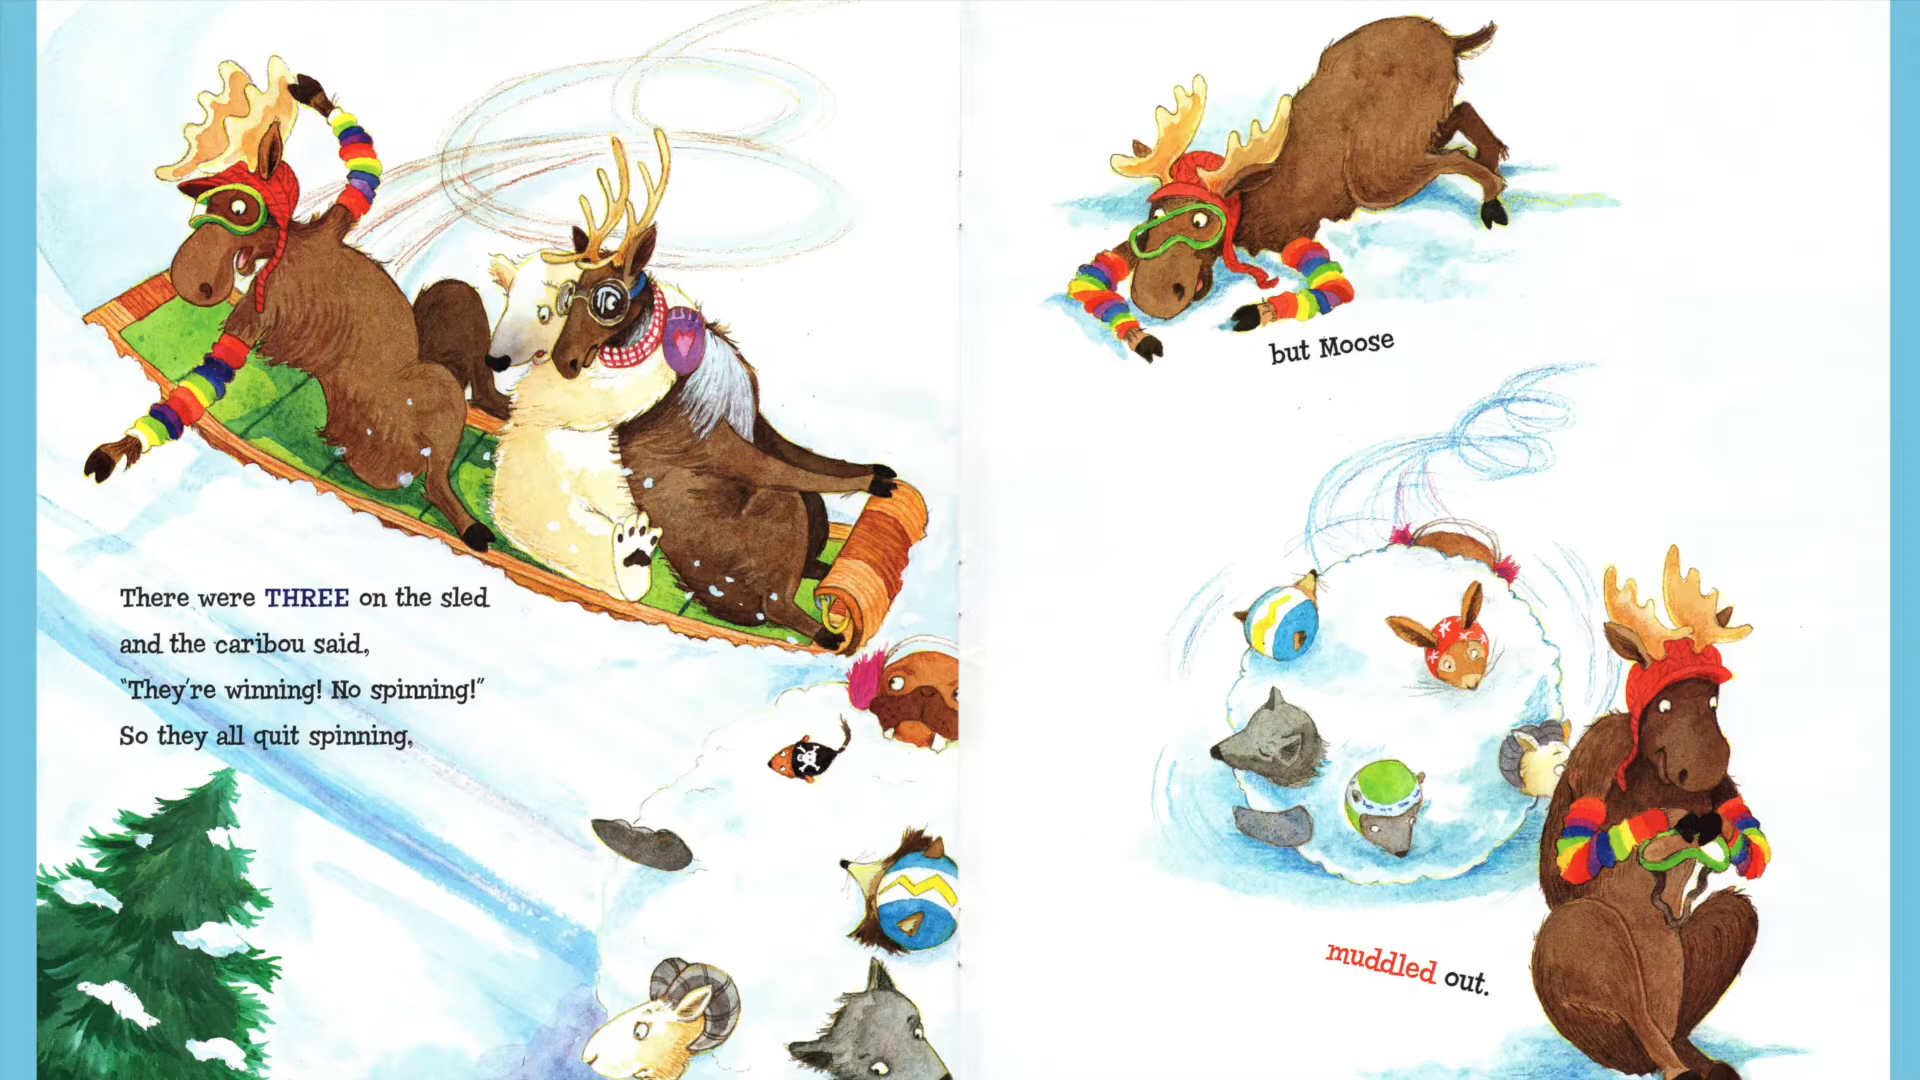 There were THREE on the sled
and the caribou said,
"They're winning! No spinning!"
So they all quit spinning,
but Moose
muddled out.